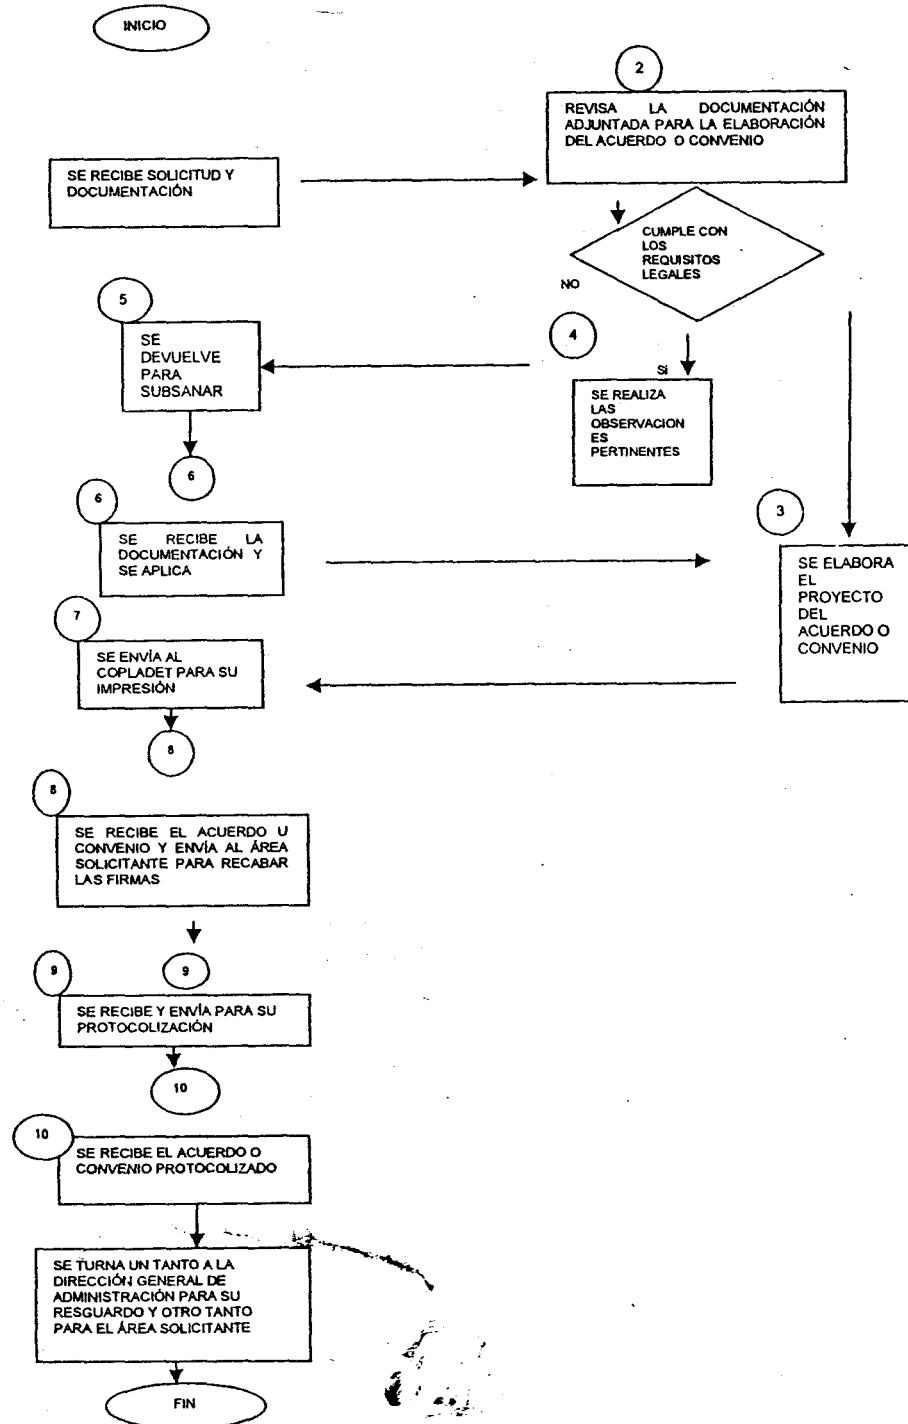 INICIO
2
REVISA LA DOCUMENTACIÓN
ADJUNTADA PARA LA ELABORACIÓN
DEL ACUERDO O CONVENIO
SE RECIBE SOLICITUD Y
DOCUMENTACIÓN
CUMPLE CON
LOS
REQUISITOS
LEGALES
NO
5
SE
DEVUELVE
PARA
SUBSANAR
4
SI
SE REALIZA
LAS
OBSERVACION
ES
PERTINENTES
6
6
SE RECIBE LA
DOCUMENTACIÓN Y
SE APLICA
3
SE ELABORA
EL
PROYECTO
DEL
ACUERDO O
CONVENIO
7
SE ENVÍA AL
COPLADET PARA SU
IMPRESIÓN
8
8
SE RECIBE EL ACUERDO U
CONVENIO Y ENVÍA AL ÁREA
SOLICITANTE PARA RECABAR
LAS FIRMAS
9
9
SE RECIBE Y ENVÍA PARA SU
PROTOCOLIZACIÓN
10
10
SE RECIBE EL ACUERDO O
CONVENIO PROTOCOLIZADO
SE TURNA UN TANTO A LA
DIRECCIÓN GENERAL DE
ADMINISTRACIÓN PARA SU
RESGUARDO Y OTRO TANTO
PARA EL ÁREA SOLICITANTE
FIN